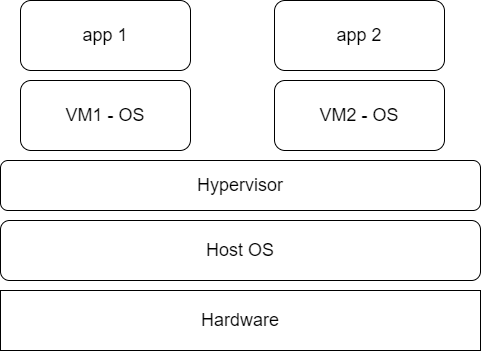 app 1
app 2
VM1 - OS
VM2 - OS
Hypervisor
Host OS
Hardware